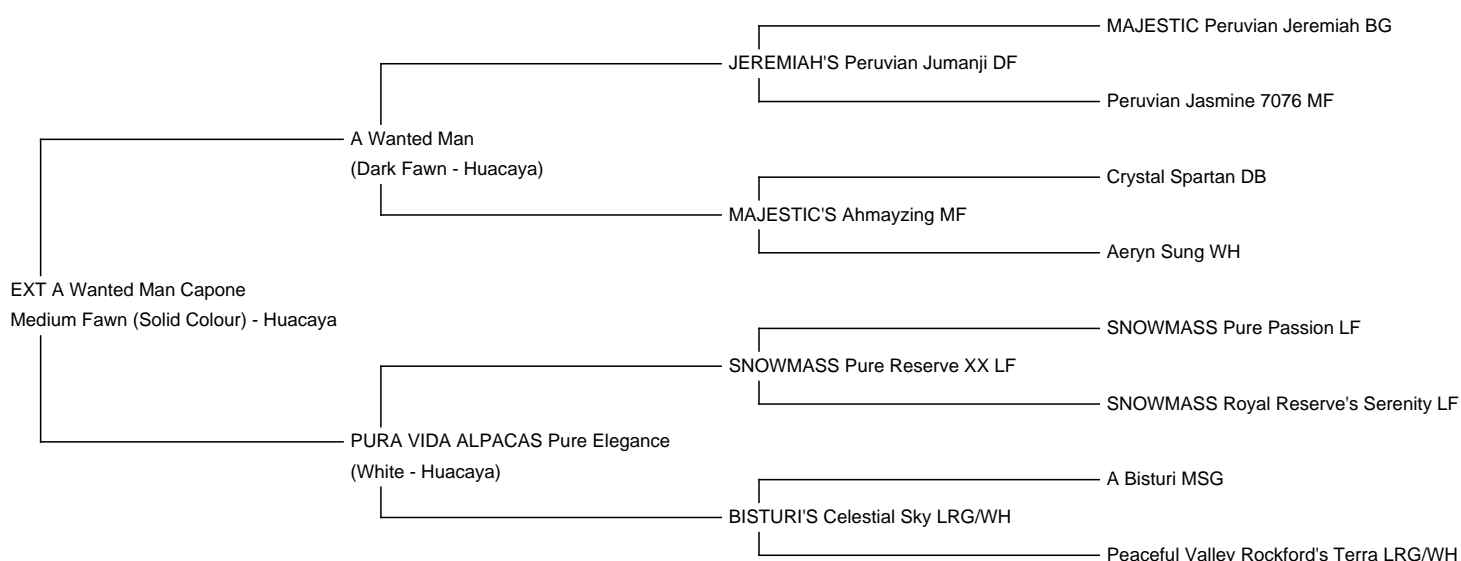 MAJESTIC Peruvian Jeremiah BG
JEREMIAH'S Peruvian Jumanji DF
Peruvian Jasmine 7076 MF
A Wanted Man
(Dark Fawn - Huacaya)
Crystal Spartan DB
MAJESTIC'S Ahmayzing MF
Aeryn Sung WH
EXT A Wanted Man Capone
Medium Fawn (Solid Colour) - Huacaya
SNOWMASS Pure Passion LF
SNOWMASS Pure Reserve XX LF
SNOWMASS Royal Reserve's Serenity LF
PURA VIDA ALPACAS Pure Elegance
(White - Huacaya)
A Bisturi MSG
BISTURI'S Celestial Sky LRG/WH
Peaceful Valley Rockford's Terra LRG/WH